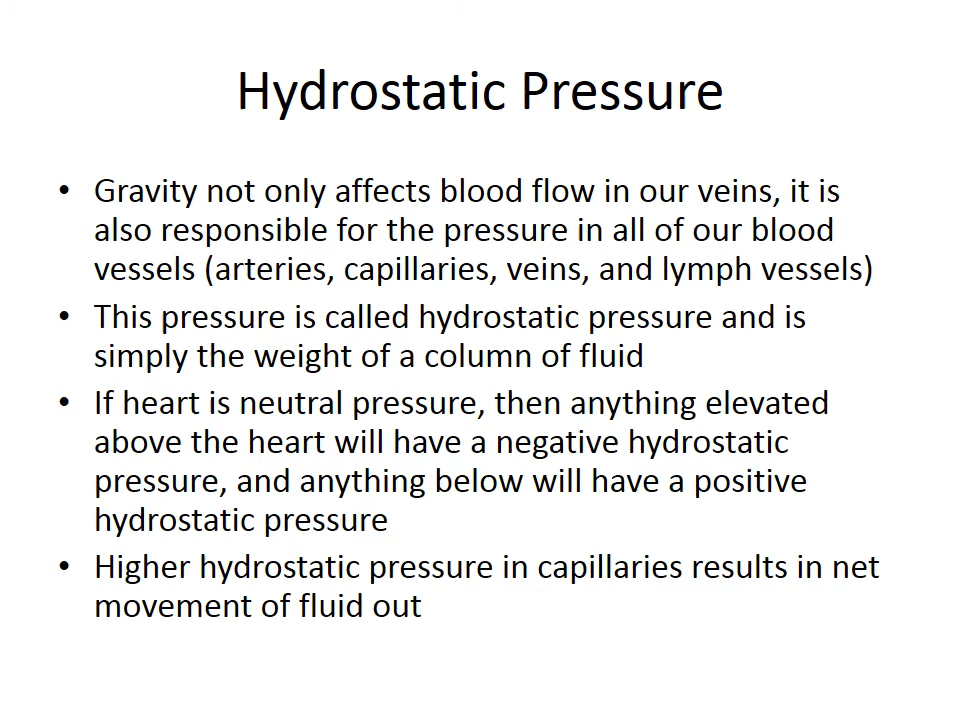 Hydrostatic Pressure
• Gravity not only affects blood flow in our veins, it is
also responsible for the pressure in all of our blood
vessels (arteries, capillaries, veins, and lymph vessels)
• This pressure is called hydrostatic pressure and is
simply the weight of a column of fluid
• If heart is neutral pressure, then anything elevated
above the heart will have a negative hydrostatic
pressure, and anything below will have a positive
hydrostatic pressure
• Higher hydrostatic pressure in capillaries results in net
movement of fluid out